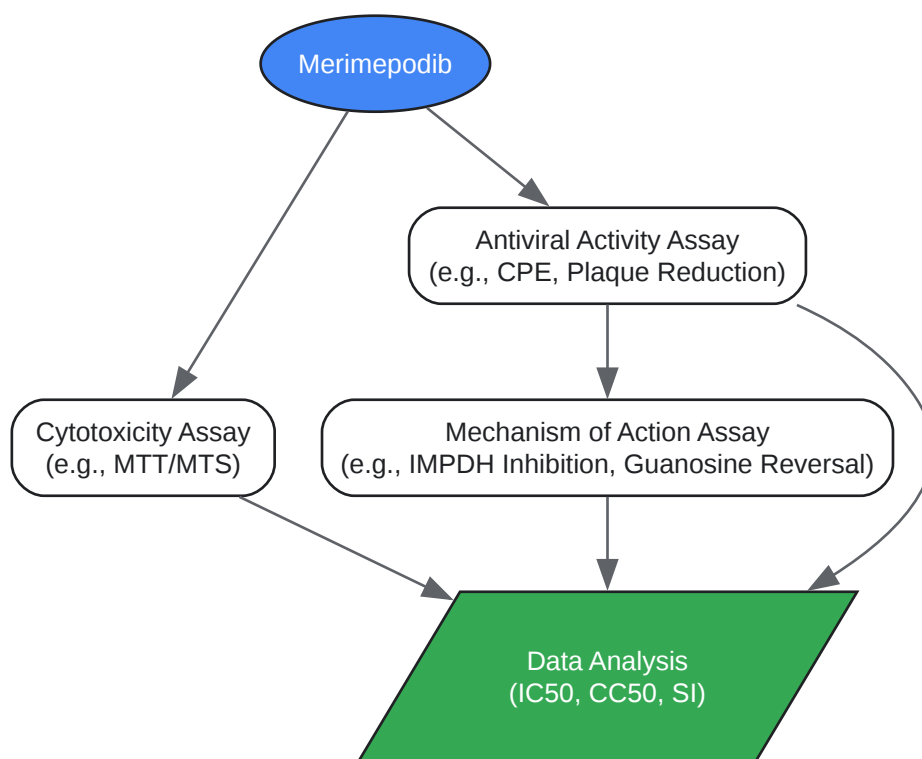 Merimepodib
Antiviral Activity Assay
(e.g., CPE, Plaque Reduction)
Cytotoxicity Assay
(e.g., MTT/MTS)
Mechanism of Action Assay
(e.g., IMPDH Inhibition, Guanosine Reversal)
Data Analysis
(IC50, CC50, SI)